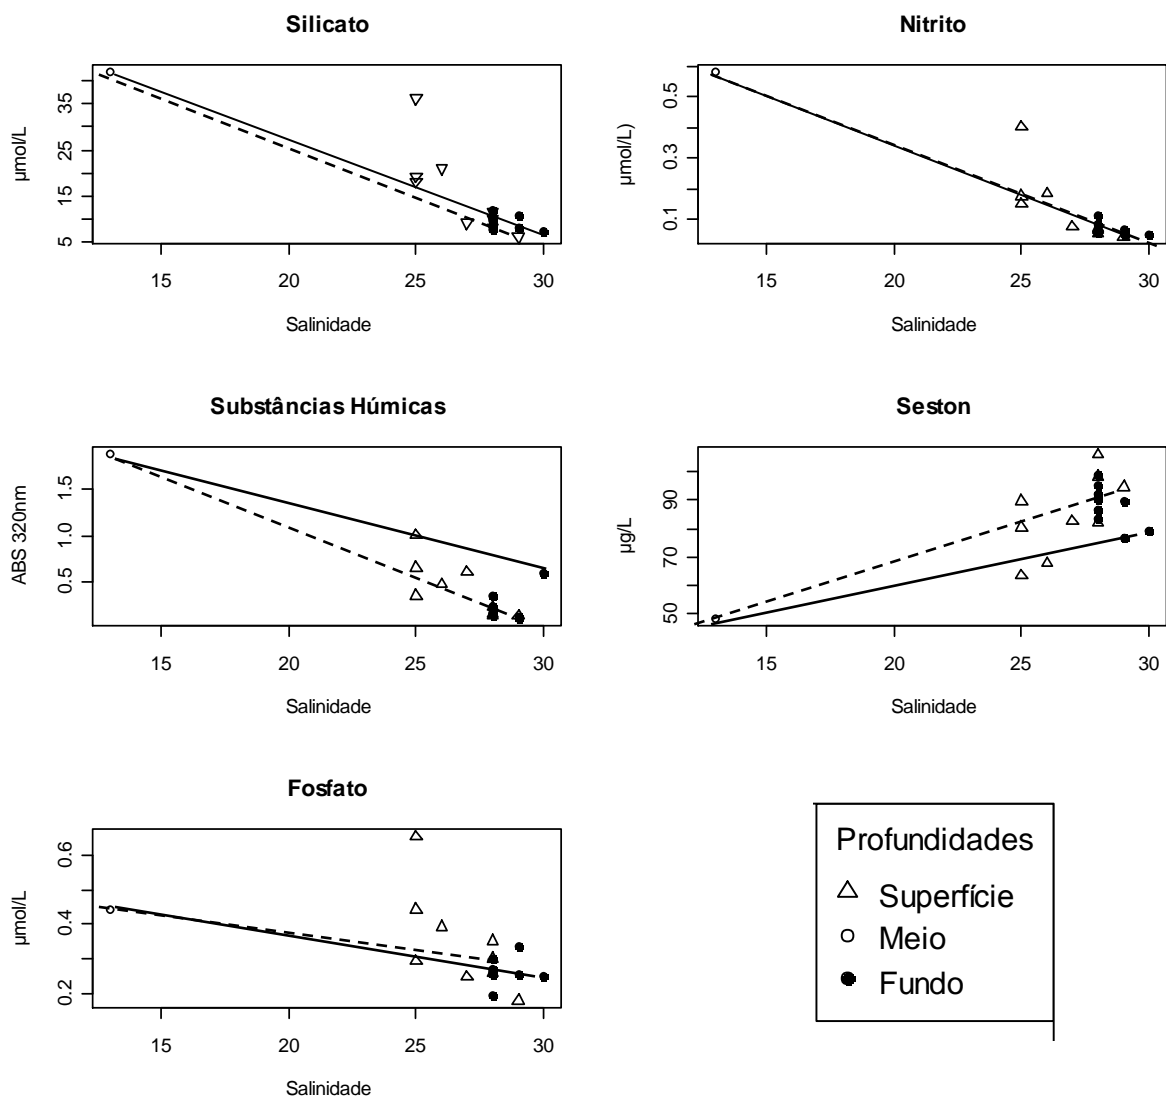 Silicato
µmol/L
5 15 25 35
15 20 25 30
Salinidade
Nitrito
µmol/L)
0.1 0.3 0.5
15 20 25 30
Salinidade
Substâncias Húmicas
ABS 320nm
0.5 1.0 1.5
15 20 25 30
Salinidade
Seston
µg/L
50 70 90
15 20 25 30
Salinidade
Fosfato
µmol/L
0.2 0.4 0.6
15 20 25 30
Salinidade
Profundidades
Superfície
Meio
Fundo